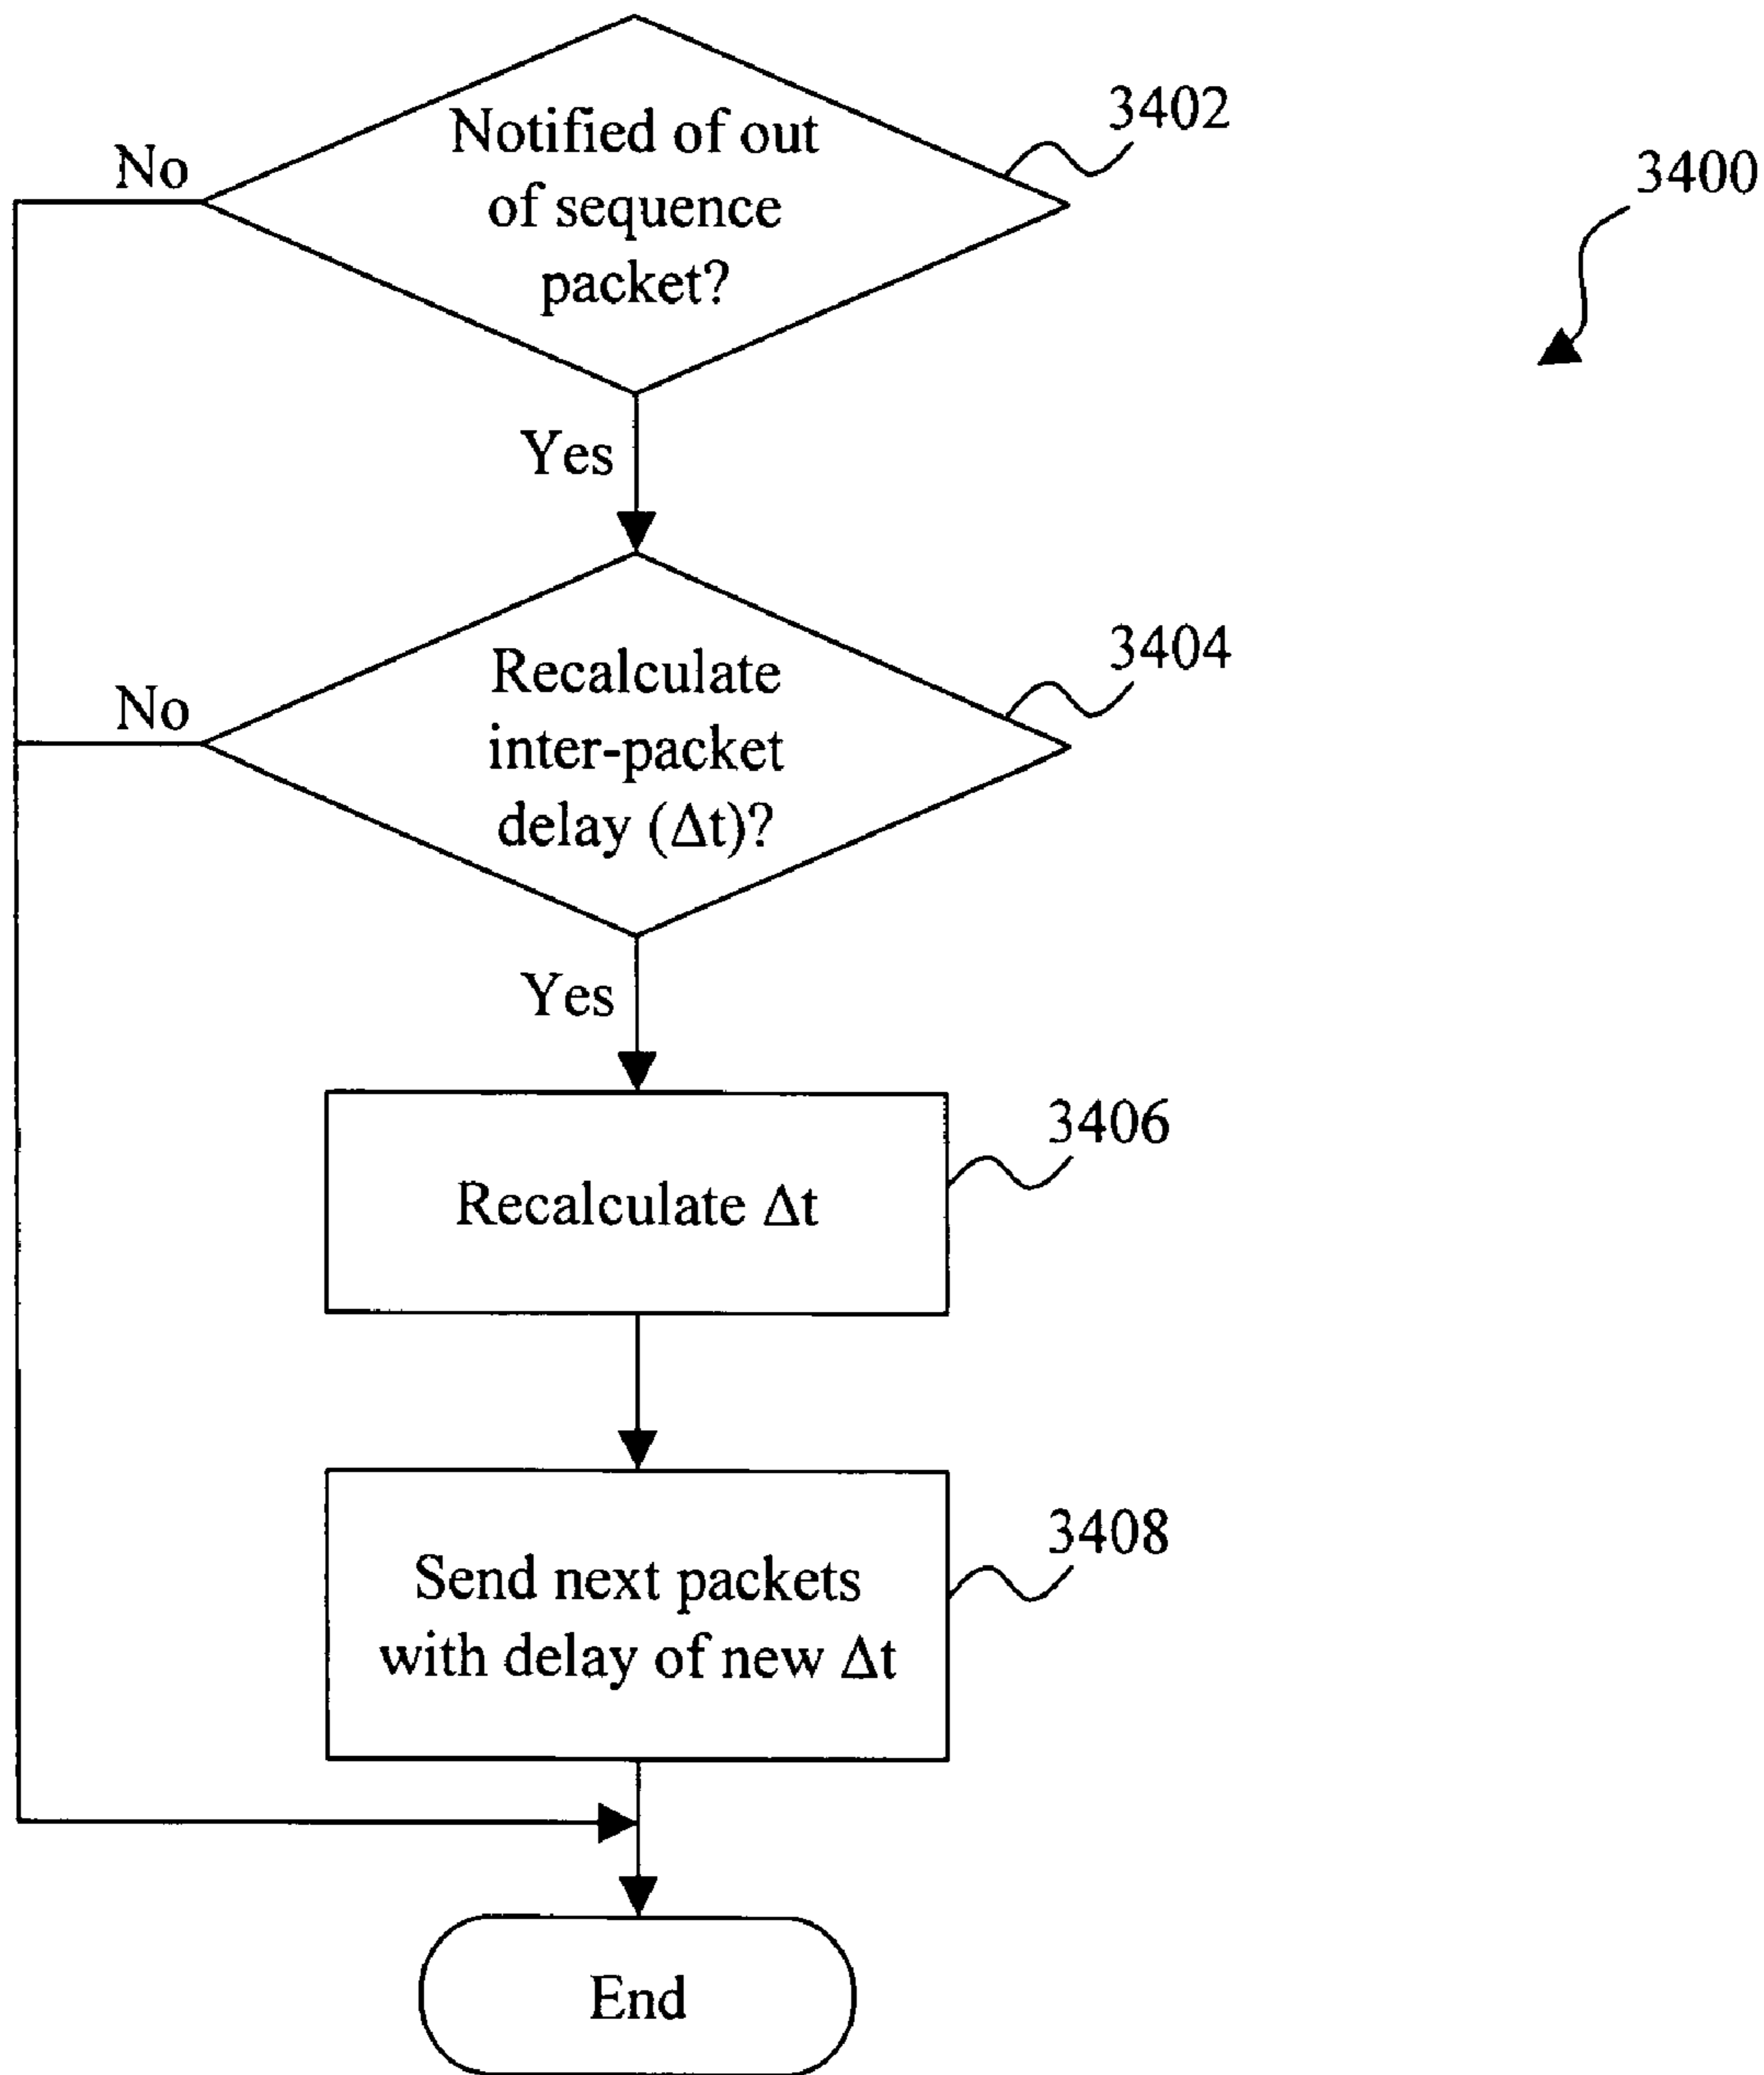 Notified of out
of sequence
packet?
3402
3400
No
Yes
Recalculate
inter-packet
delay (Δt)?
3404
No
Yes
Recalculate Δt
3406
Send next packets
with delay of new Δt
3408
End